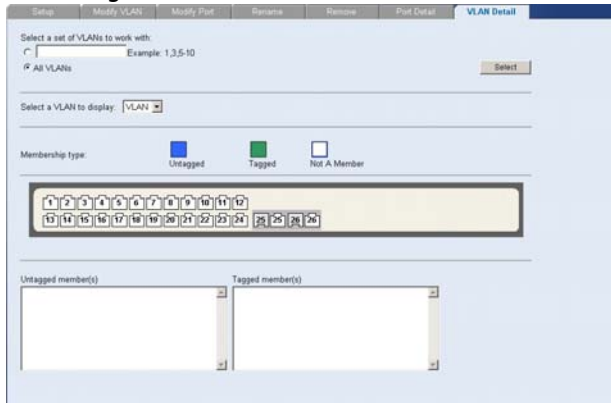 Setup Modify VLAN Modify Port Rename Remove Port Detail VLAN Detail
Select a set of VLANs to work with:
Example: 1,3,5-10
All VLANs
Select
Select a VLAN to display: VLAN
Membership type:
Untagged Tagged Not A Member
1 2 3 4 5 6 7 8 9 10 11 12
13 14 15 16 17 18 19 20 21 22 23 24 25 25 26 26
Untagged member(s) Tagged member(s)